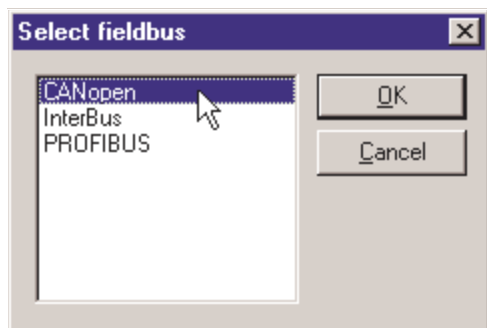 Select fieldbus
CANopen
InterBus
PROFIBUS
OK
Cancel